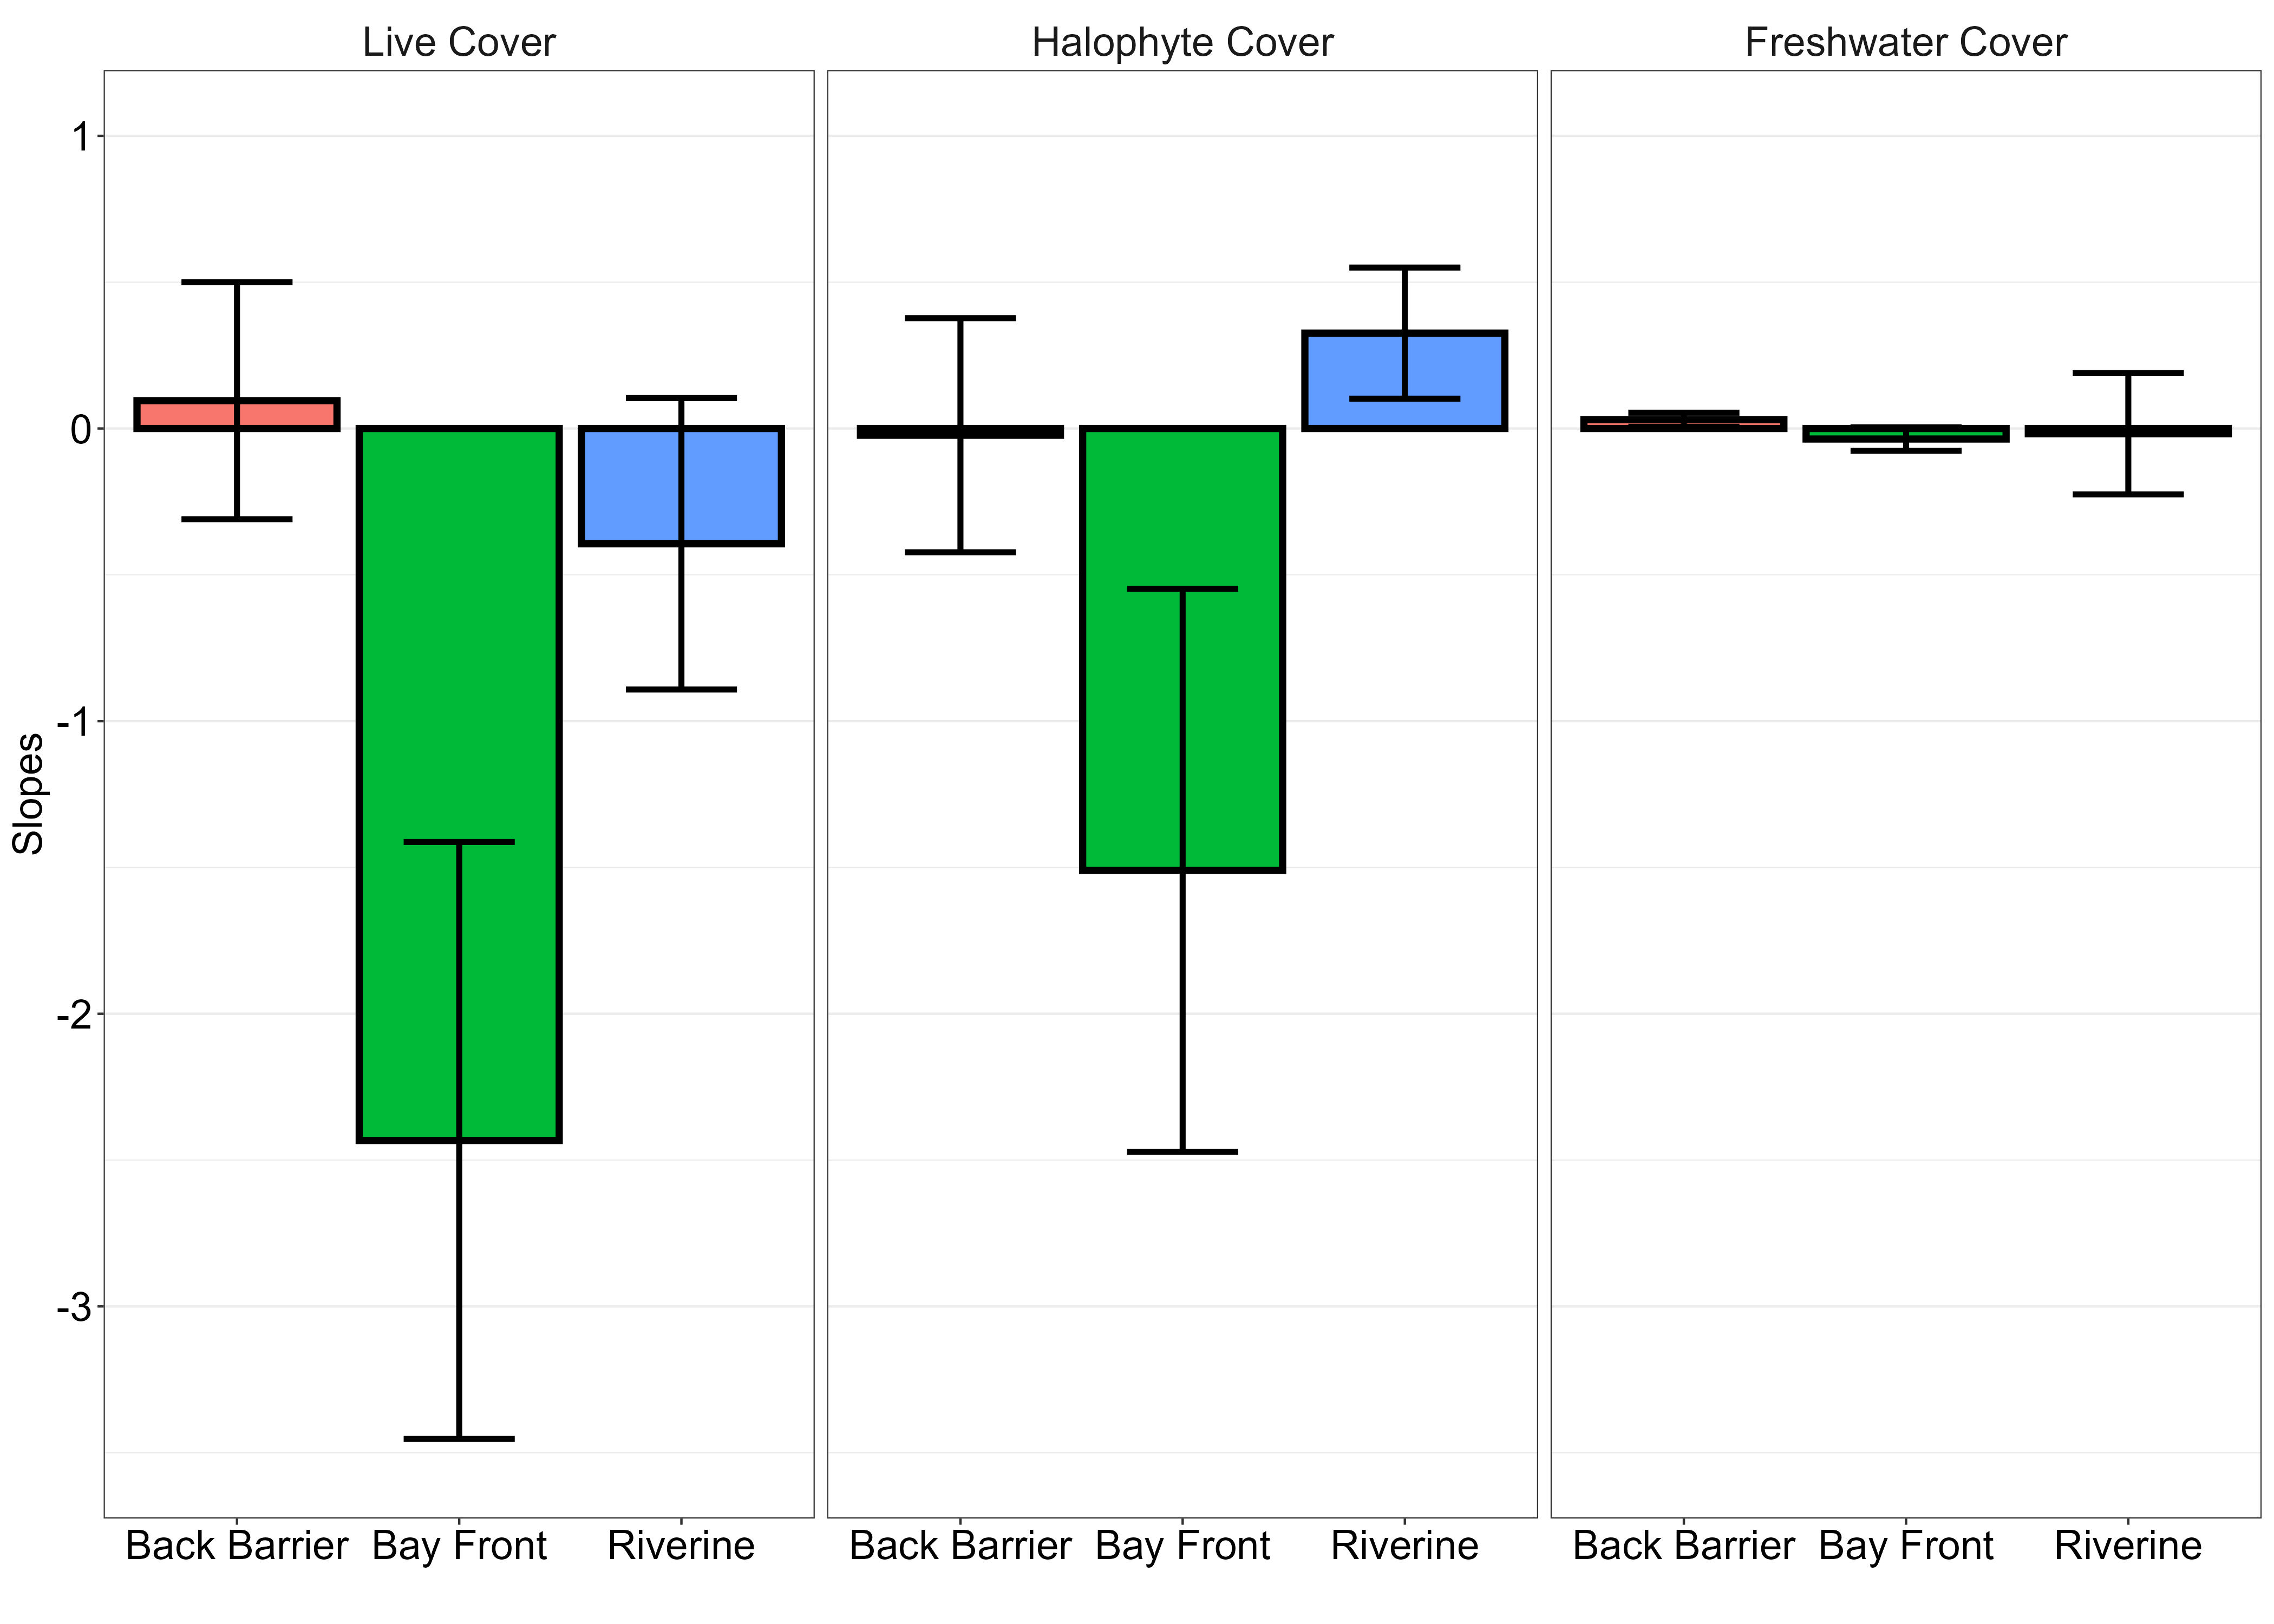 Live Cover Halophyte Cover Freshwater Cover
1
0
-1
-2
-3
Slopes
Back Barrier Bay Front Riverine Back Barrier Bay Front Riverine Back Barrier Bay Front Riverine